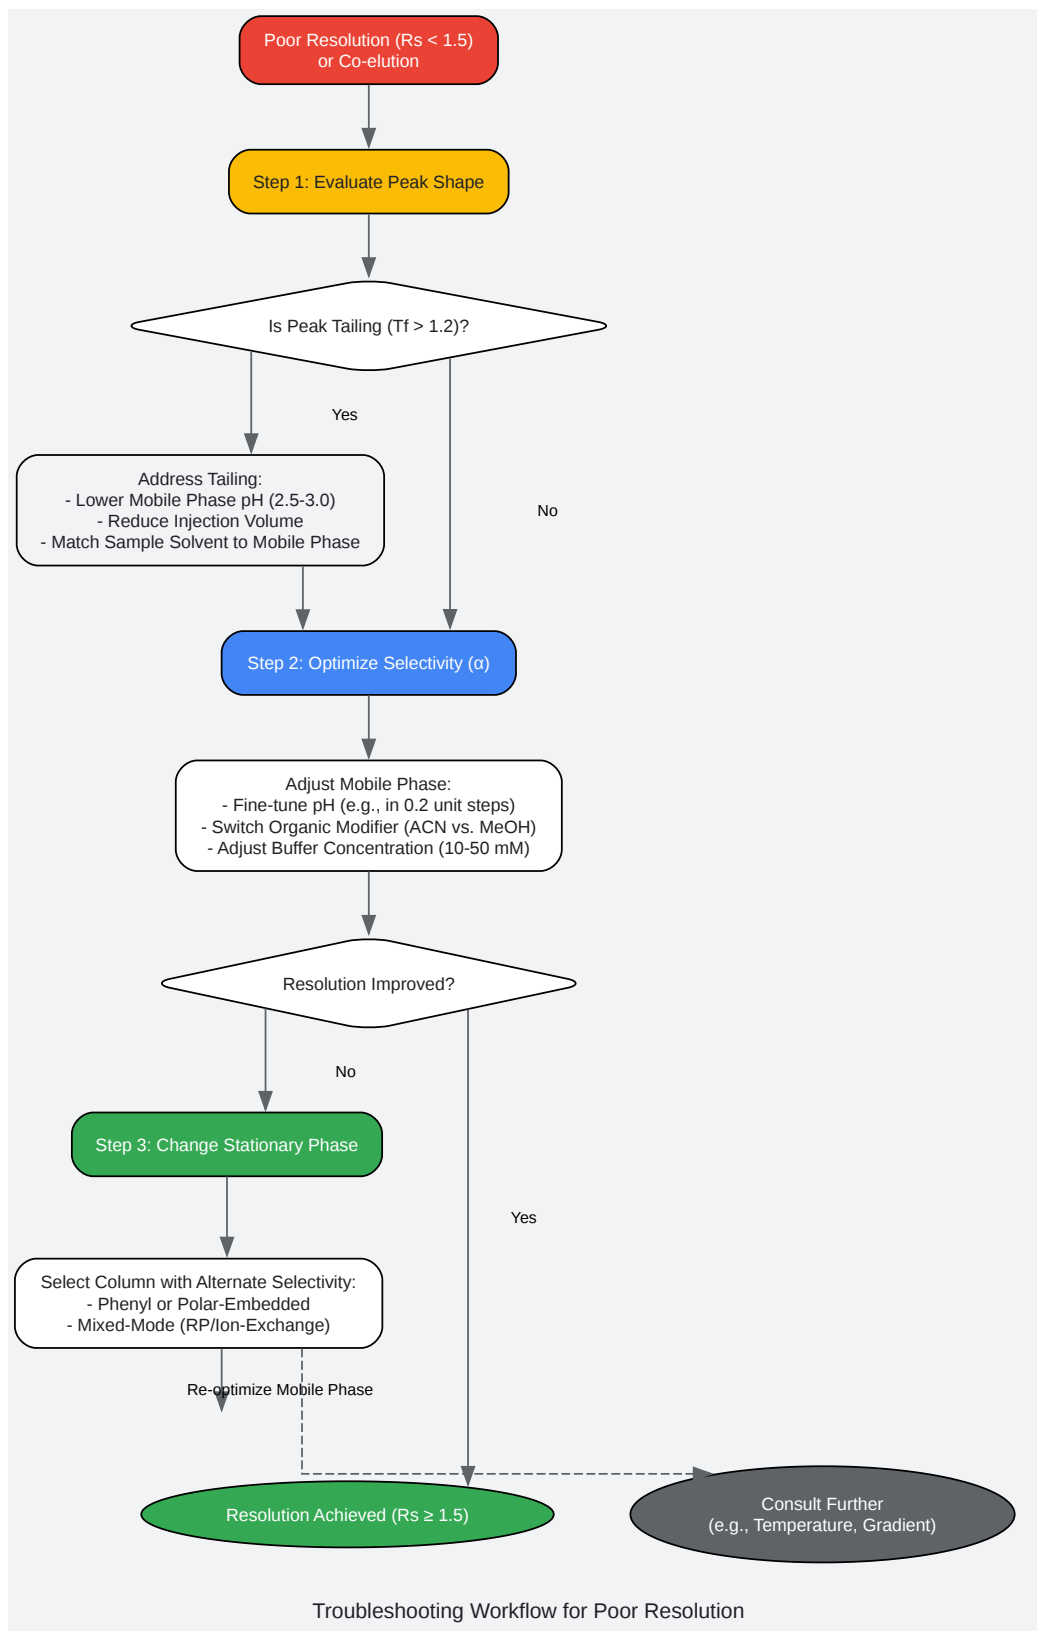 Poor Resolution (Rs < 1.5)
or Co-elution
Step 1: Evaluate Peak Shape
Is Peak Tailing (Tf > 1.2)?
Yes
Address Tailing:
- Lower Mobile Phase pH (2.5-3.0)
- Reduce Injection Volume
- Match Sample Solvent to Mobile Phase
No
Step 2: Optimize Selectivity (α)
Adjust Mobile Phase:
- Fine-tune pH (e.g., in 0.2 unit steps)
- Switch Organic Modifier (ACN vs. MeOH)
- Adjust Buffer Concentration (10-50 mM)
Resolution Improved?
No
Step 3: Change Stationary Phase
Yes
Select Column with Alternate Selectivity:
- Phenyl or Polar-Embedded
- Mixed-Mode (RP/Ion-Exchange)
Re-optimize Mobile Phase
Resolution Achieved (Rs ≥ 1.5)
Consult Further
(e.g., Temperature, Gradient)
Troubleshooting Workflow for Poor Resolution